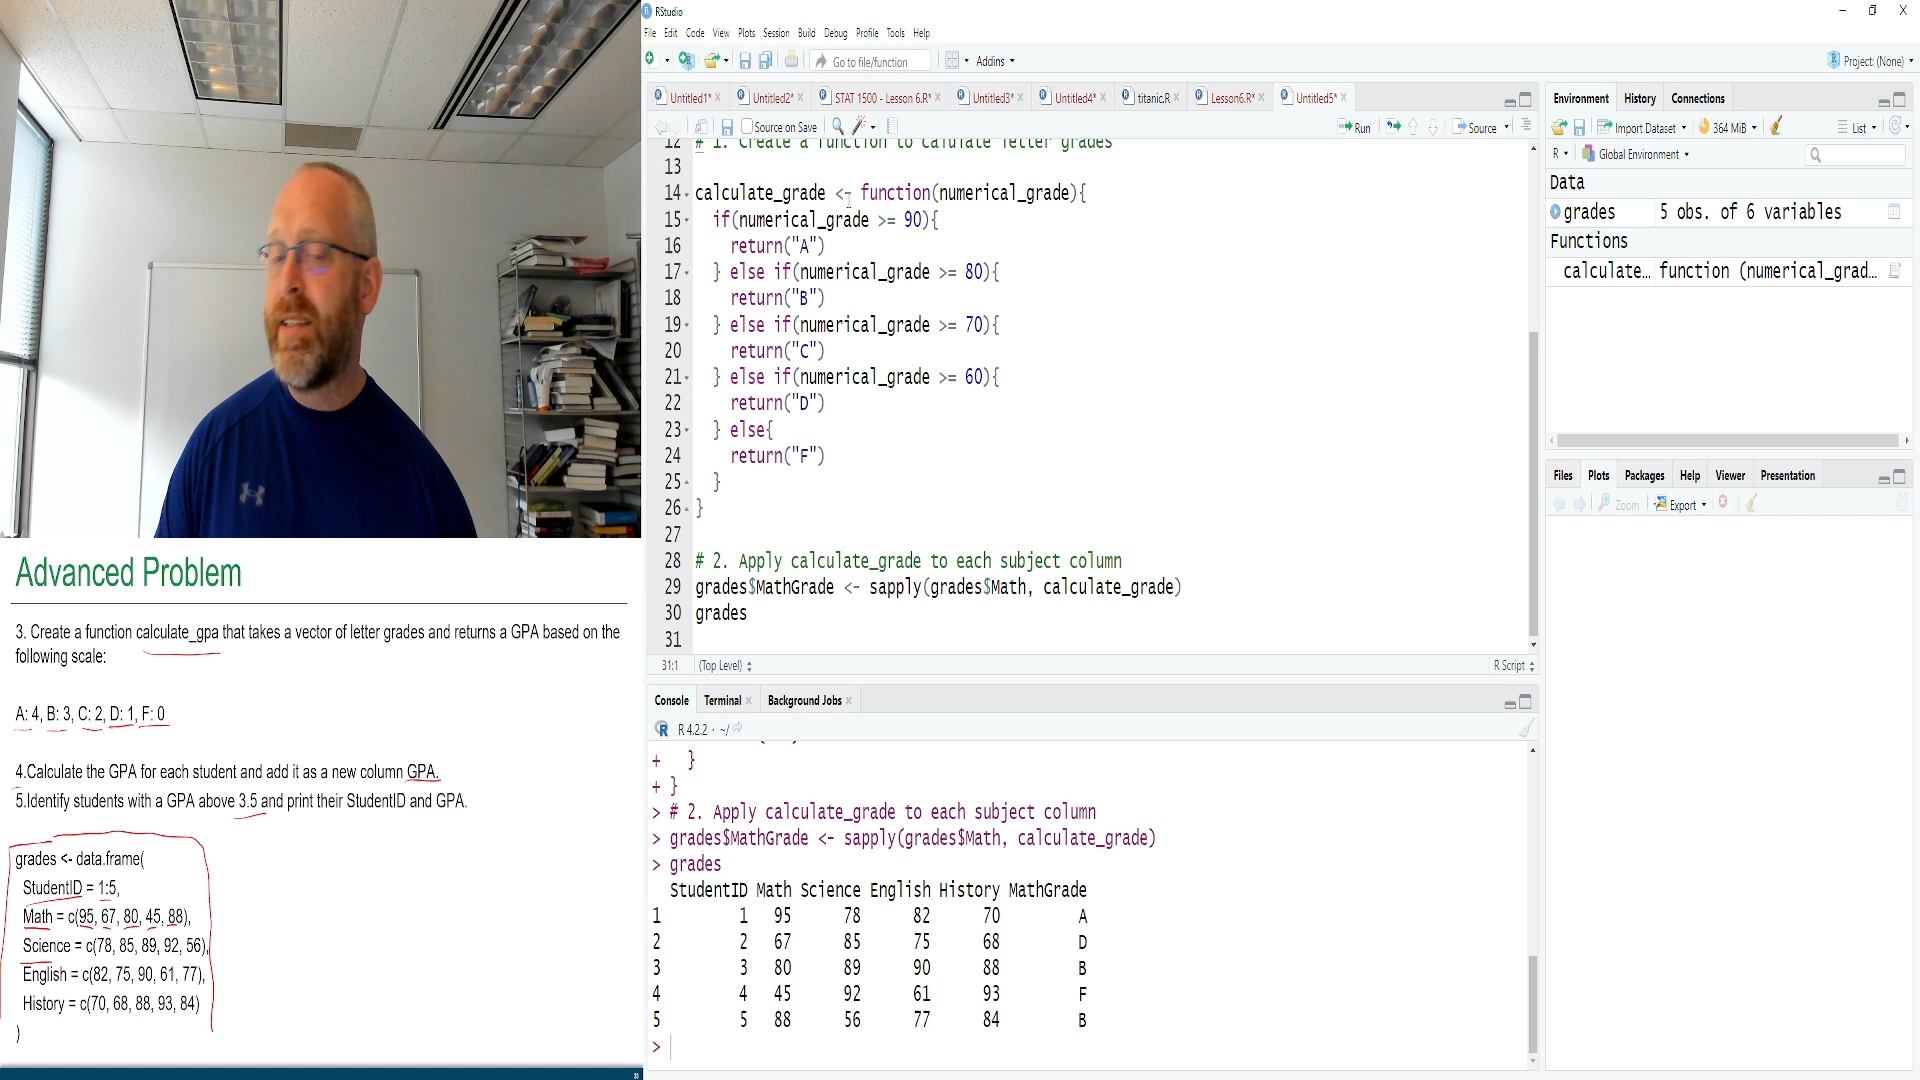 RStudio
File Edit Code View Plots Session Build Debug Profile Tools Help
Go to file/function Addins Project: (None)
Untitled1* Untitled2* STAT 1500 - Lesson 6.R* Untitled3* Untitled4* titanic.R Lesson6.R* Untitled5*
Source on Save Run Source
12 # 1. Create a function to calulate letter grades
13
14 calculate_grade <- function(numerical_grade){
15 if(numerical_grade >= 90){
16 return("A")
17 } else if(numerical_grade >= 80){
18 return("B")
19 } else if(numerical_grade >= 70){
20 return("C")
21 } else if(numerical_grade >= 60){
22 return("D")
23 } else{
24 return("F")
25 }
26 }
27
28 # 2. Apply calculate_grade to each subject column
29 grades$MathGrade <- sapply(grades$Math, calculate_grade)
30 grades
31
31:1 (Top Level) R Script
Console Terminal Background Jobs
R 4.2.2 · ~/
+ }
+ }
> # 2. Apply calculate_grade to each subject column
> grades$MathGrade <- sapply(grades$Math, calculate_grade)
> grades
StudentID Math Science English History MathGrade
1 1 95 78 82 70 A
2 2 67 85 75 68 D
3 3 80 89 90 88 B
4 4 45 92 61 93 F
5 5 88 56 77 84 B
>
Environment History Connections
Import Dataset 364 MiB List
R Global Environment
Data
grades 5 obs. of 6 variables
Functions
calculate… function (numerical_grad…
Files Plots Packages Help Viewer Presentation
Zoom Export
Advanced Problem
3. Create a function calculate_gpa that takes a vector of letter grades and returns a GPA based on the
following scale:
A: 4, B: 3, C: 2, D: 1, F: 0
4.Calculate the GPA for each student and add it as a new column GPA.
5.Identify students with a GPA above 3.5 and print their StudentID and GPA.
grades <- data.frame(
StudentID = 1:5,
Math = c(95, 67, 80, 45, 88),
Science = c(78, 85, 89, 92, 56),
English = c(82, 75, 90, 61, 77),
History = c(70, 68, 88, 93, 84)
)